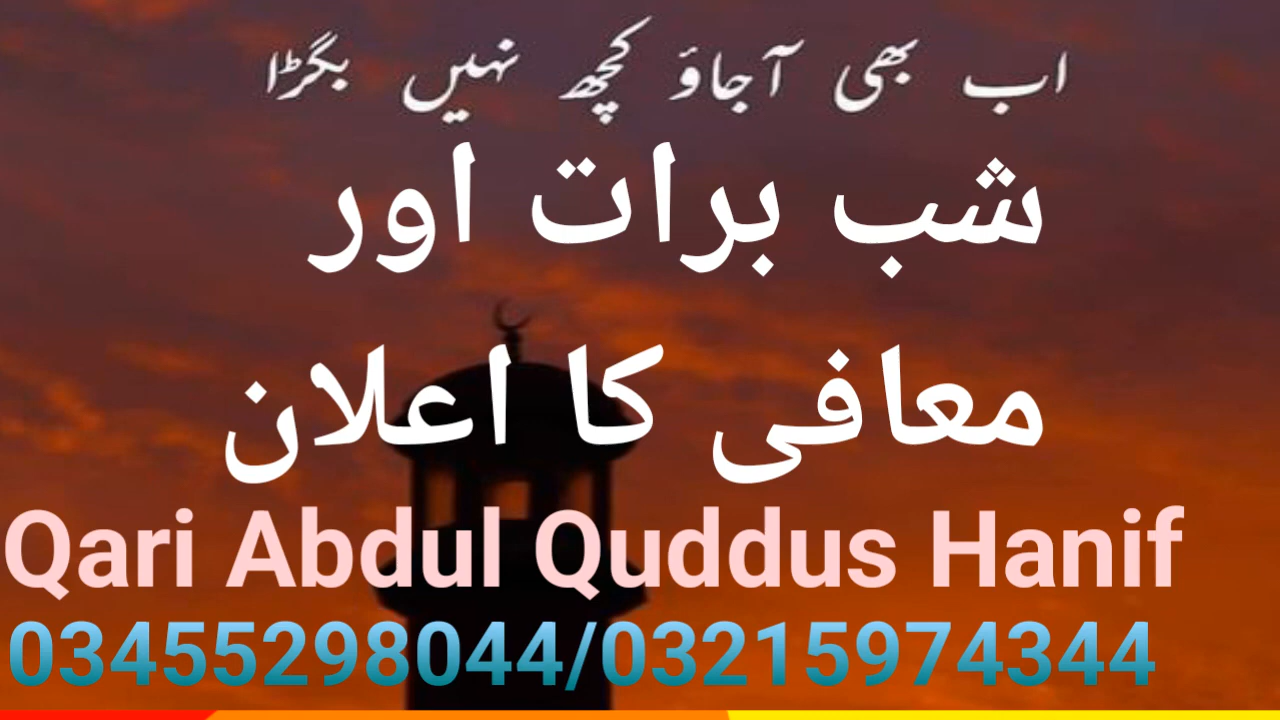 اب بھی آجاؤ کچھ نہیں بگڑا
شب برات اور
معافی کا اعلان
Qari Abdul Quddus Hanif
03455298044/03215974344